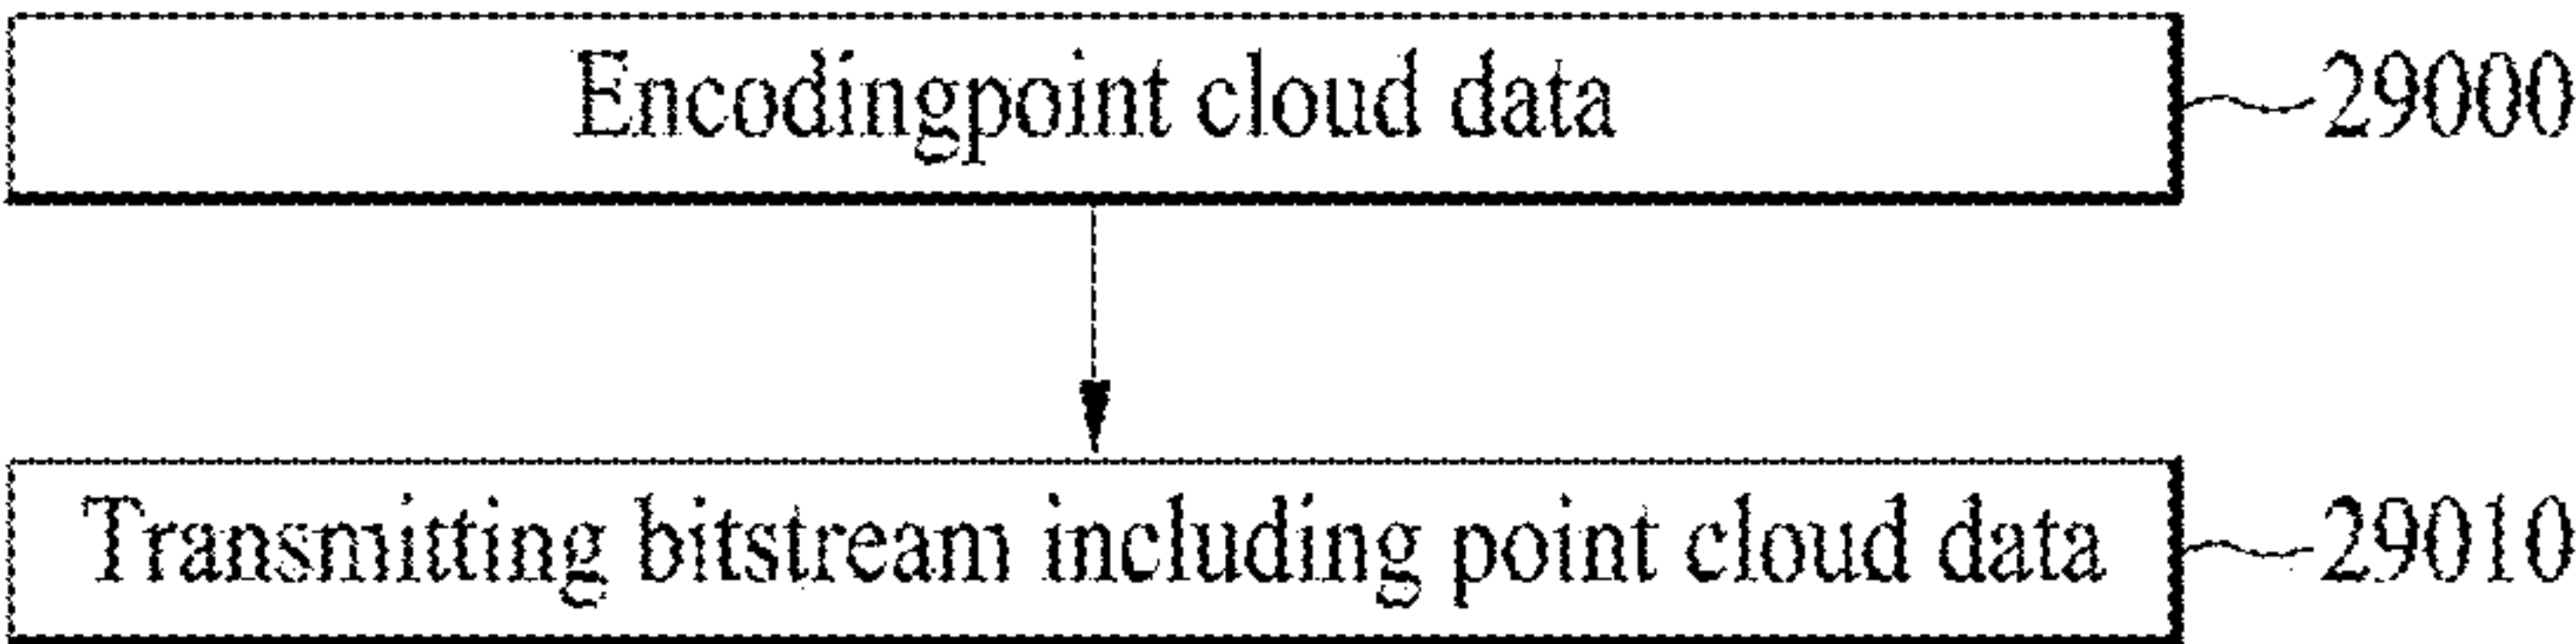 Encodingpoint cloud data 29000
Transmitting bitstream including point cloud data 29010